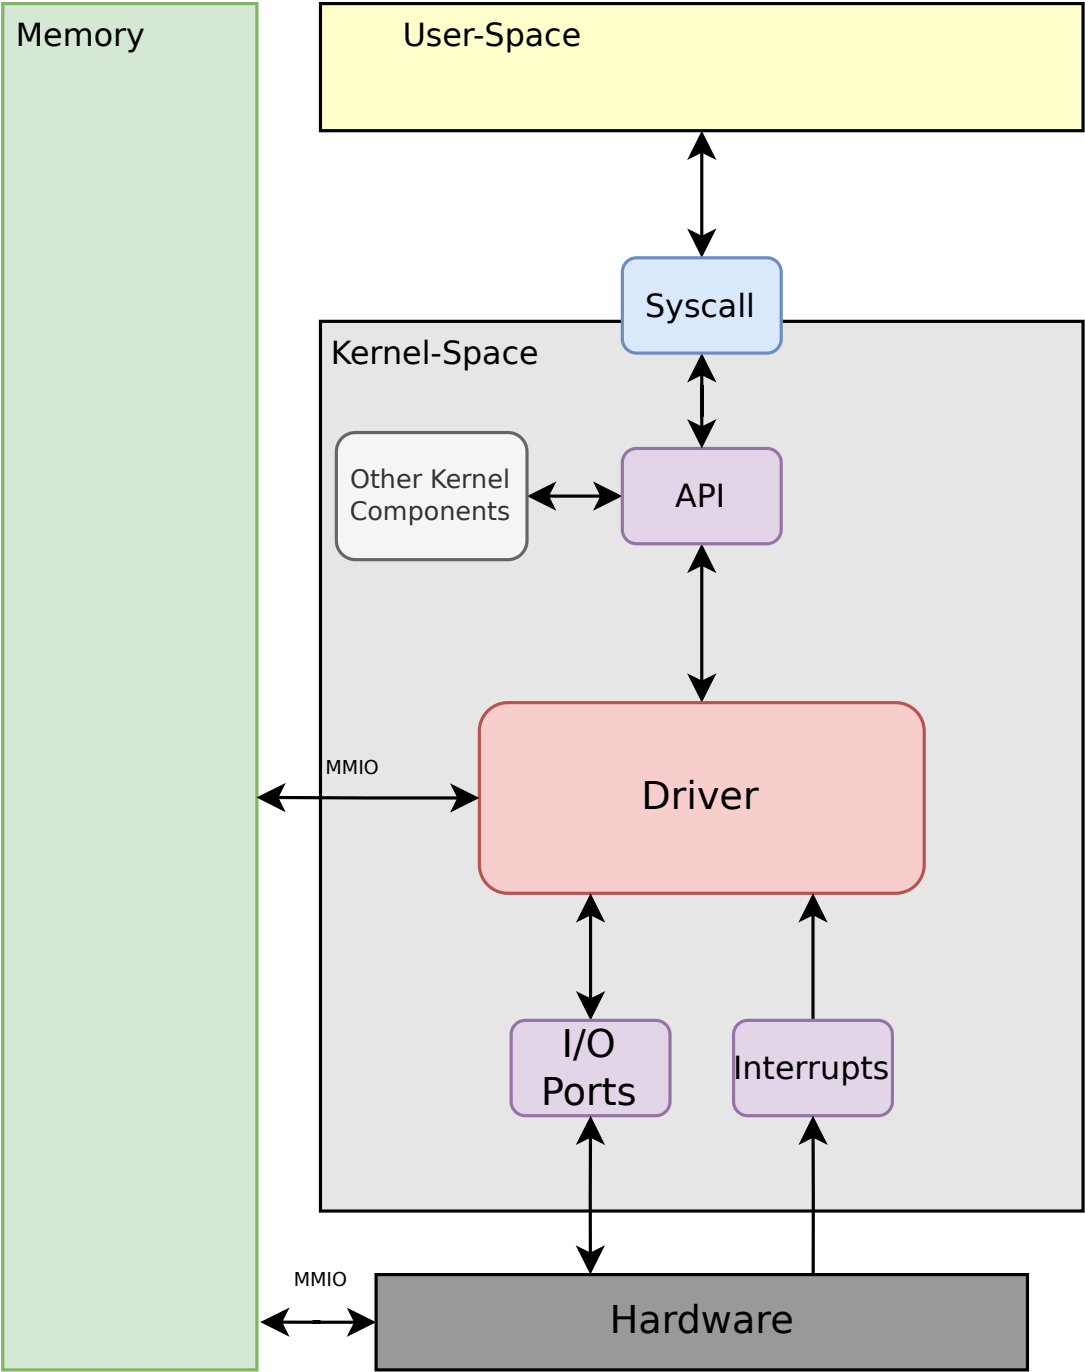 Memory
User-Space
Syscall
Kernel-Space
Other Kernel
Components
API
MMIO
Driver
I/O
Ports
Interrupts
MMIO
Hardware